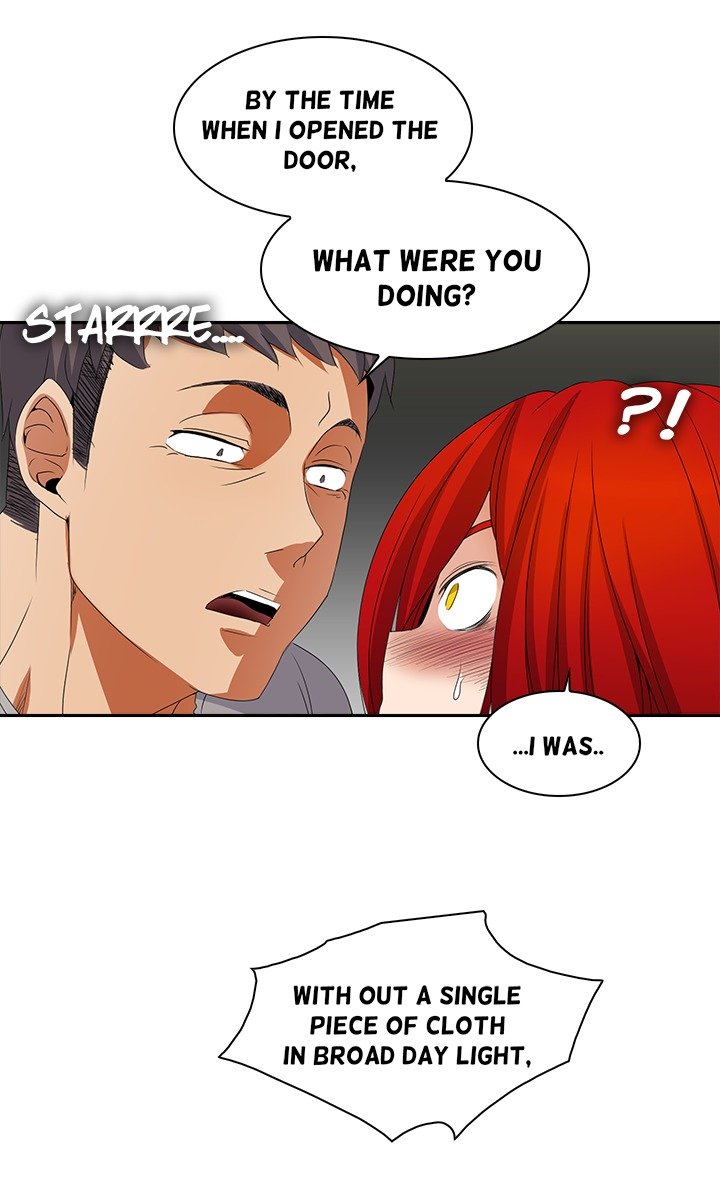 BY THE TIME
WHEN I OPENED THE
DOOR,
WHAT WERE YOU
DOING?
STARRRE....
?!
...I WAS..
WITH OUT A SINGLE
PIECE OF CLOTH
IN BROAD DAY LIGHT,